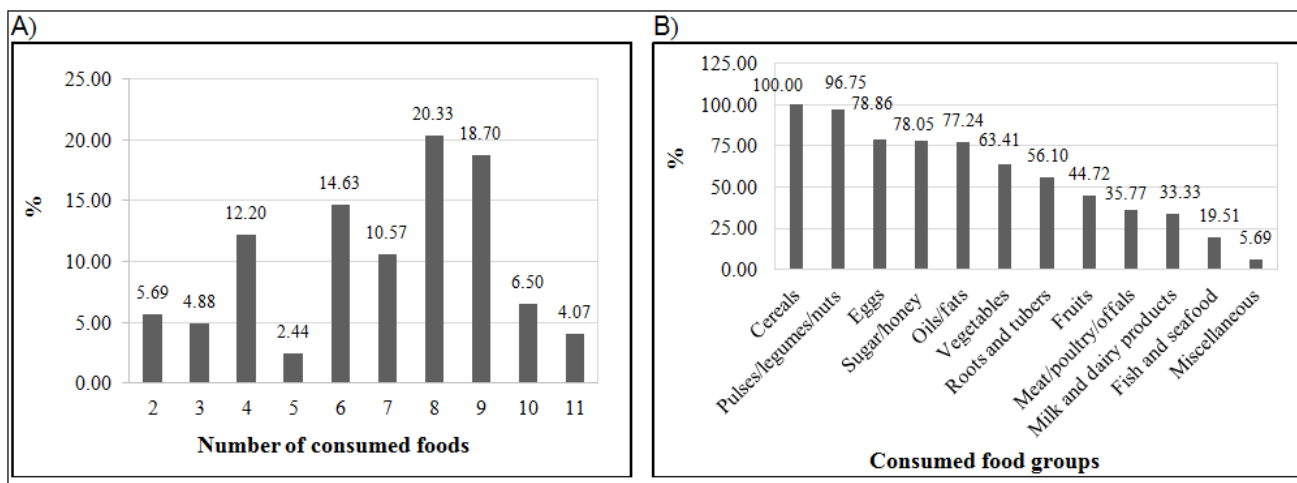 A)
25.00
20.00
15.00
10.00
5.00
0.00
%
5.69
4.88
12.20
2.44
14.63
10.57
20.33
18.70
6.50
4.07
2 3 4 5 6 7 8 9 10 11
Number of consumed foods
B)
125.00
100.00
75.00
50.00
25.00
0.00
%
100.00
96.75
78.86
78.05
77.24
63.41
56.10
44.72
35.77
33.33
19.51
5.69
Cereals
Pulses/legumes/nuts
Eggs
Sugar/honey
Oils/fats
Vegetables
Roots and tubers
Fruits
Meat/poultry/offals
Milk and dairy products
Fish and seafood
Miscellaneous
Consumed food groups